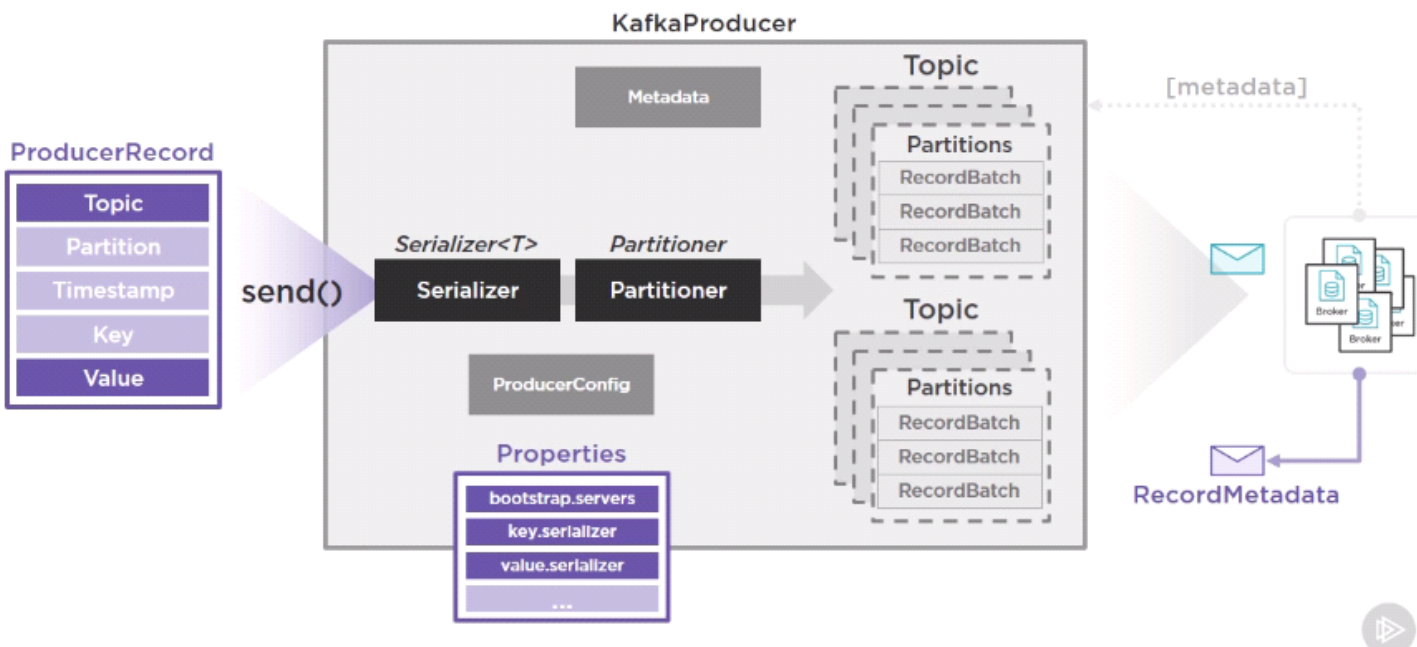 KafkaProducer
ProducerRecord
Topic
Partition
Timestamp
Key
Value
send()
Metadata
Serializer<T>
Serializer
Partitioner
Partitioner
ProducerConfig
Properties
bootstrap.servers
key.serializer
value.serializer
...
Topic
Partitions
RecordBatch
RecordBatch
RecordBatch
Topic
Partitions
RecordBatch
RecordBatch
RecordBatch
[metadata]
Broker
Broker
RecordMetadata